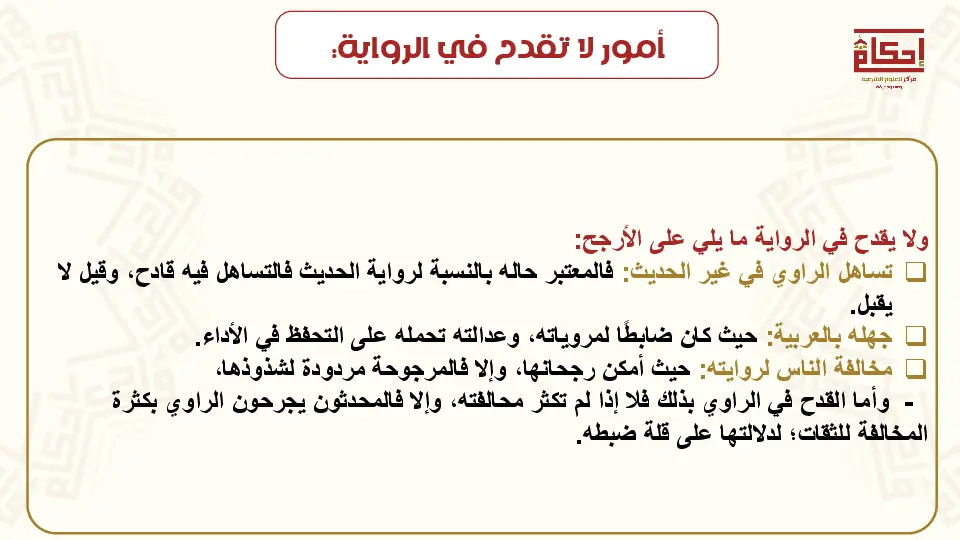 أمور لا تقدح في الرواية:
إحكام
مركز للعلوم الشرعية
ولا يقدح في الرواية ما يلي على الأرجح:
❑ تساهل الراوي في غير الحديث: فالمعتبر حاله بالنسبة لرواية الحديث فالتساهل فيه قادح، وقيل لا
يقبل.
❑ جهله بالعربية: حيث كان ضابطًا لمروياته، وعدالته تحمله على التحفظ في الأداء.
❑ مخالفة الناس لروايته: حيث أمكن رجحانها، وإلا فالمرجوحة مردودة لشذوذها،
- وأما القدح في الراوي بذلك فلا إذا لم تكثر محالفته، وإلا فالمحدثون يجرحون الراوي بكثرة
المخالفة للثقات؛ لدلالتها على قلة ضبطه.